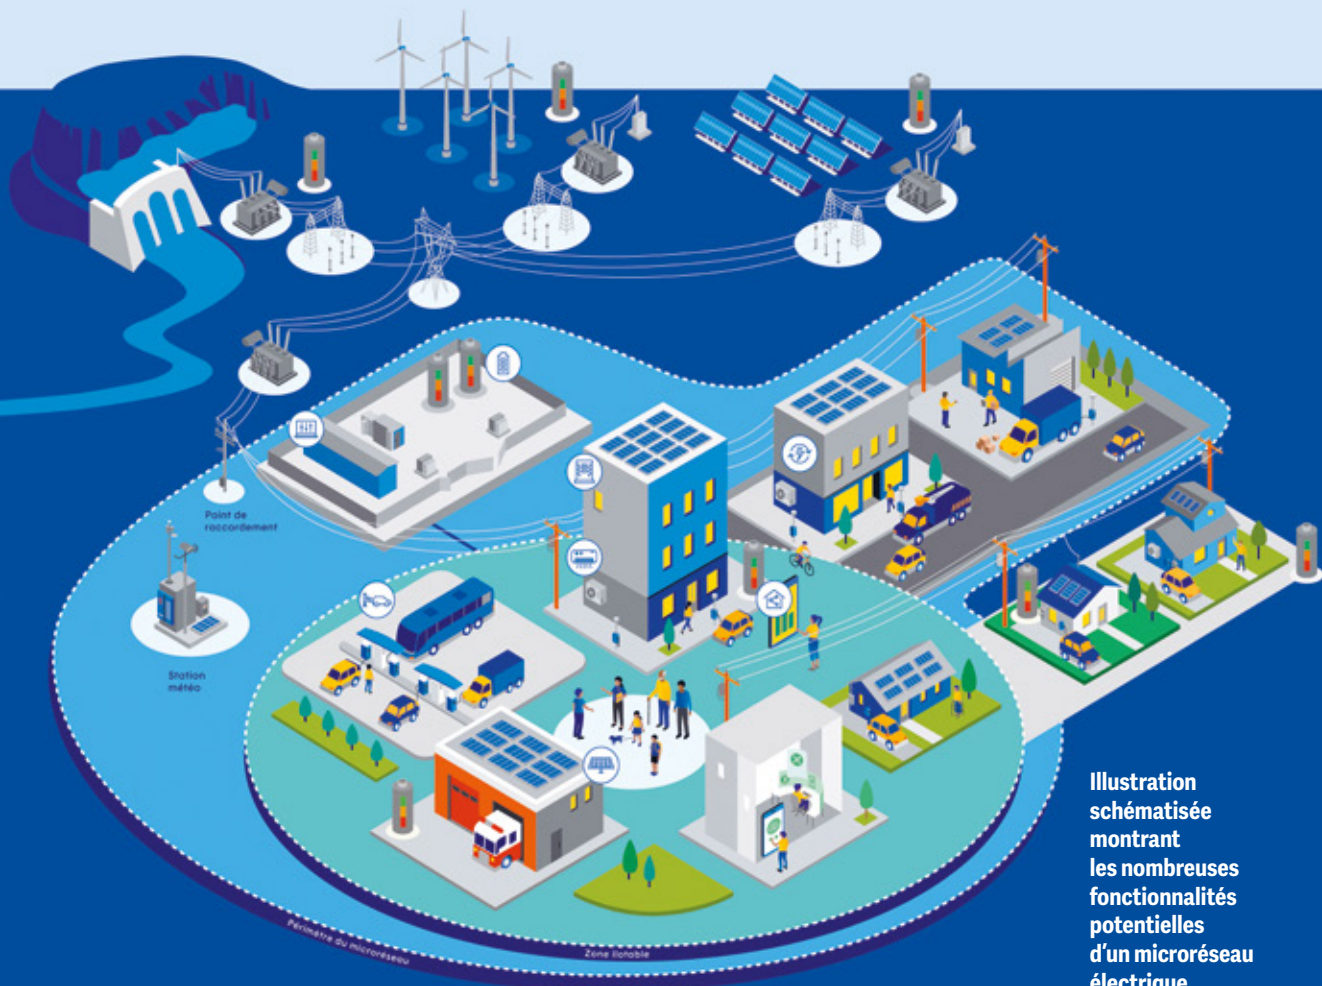 Point de
raccordement
Station
météo
Périmètre du microréseau
Zone îlotable
Illustration
schématisée
montrant
les nombreuses
fonctionnalités
potentielles
d'un microréseau
électrique